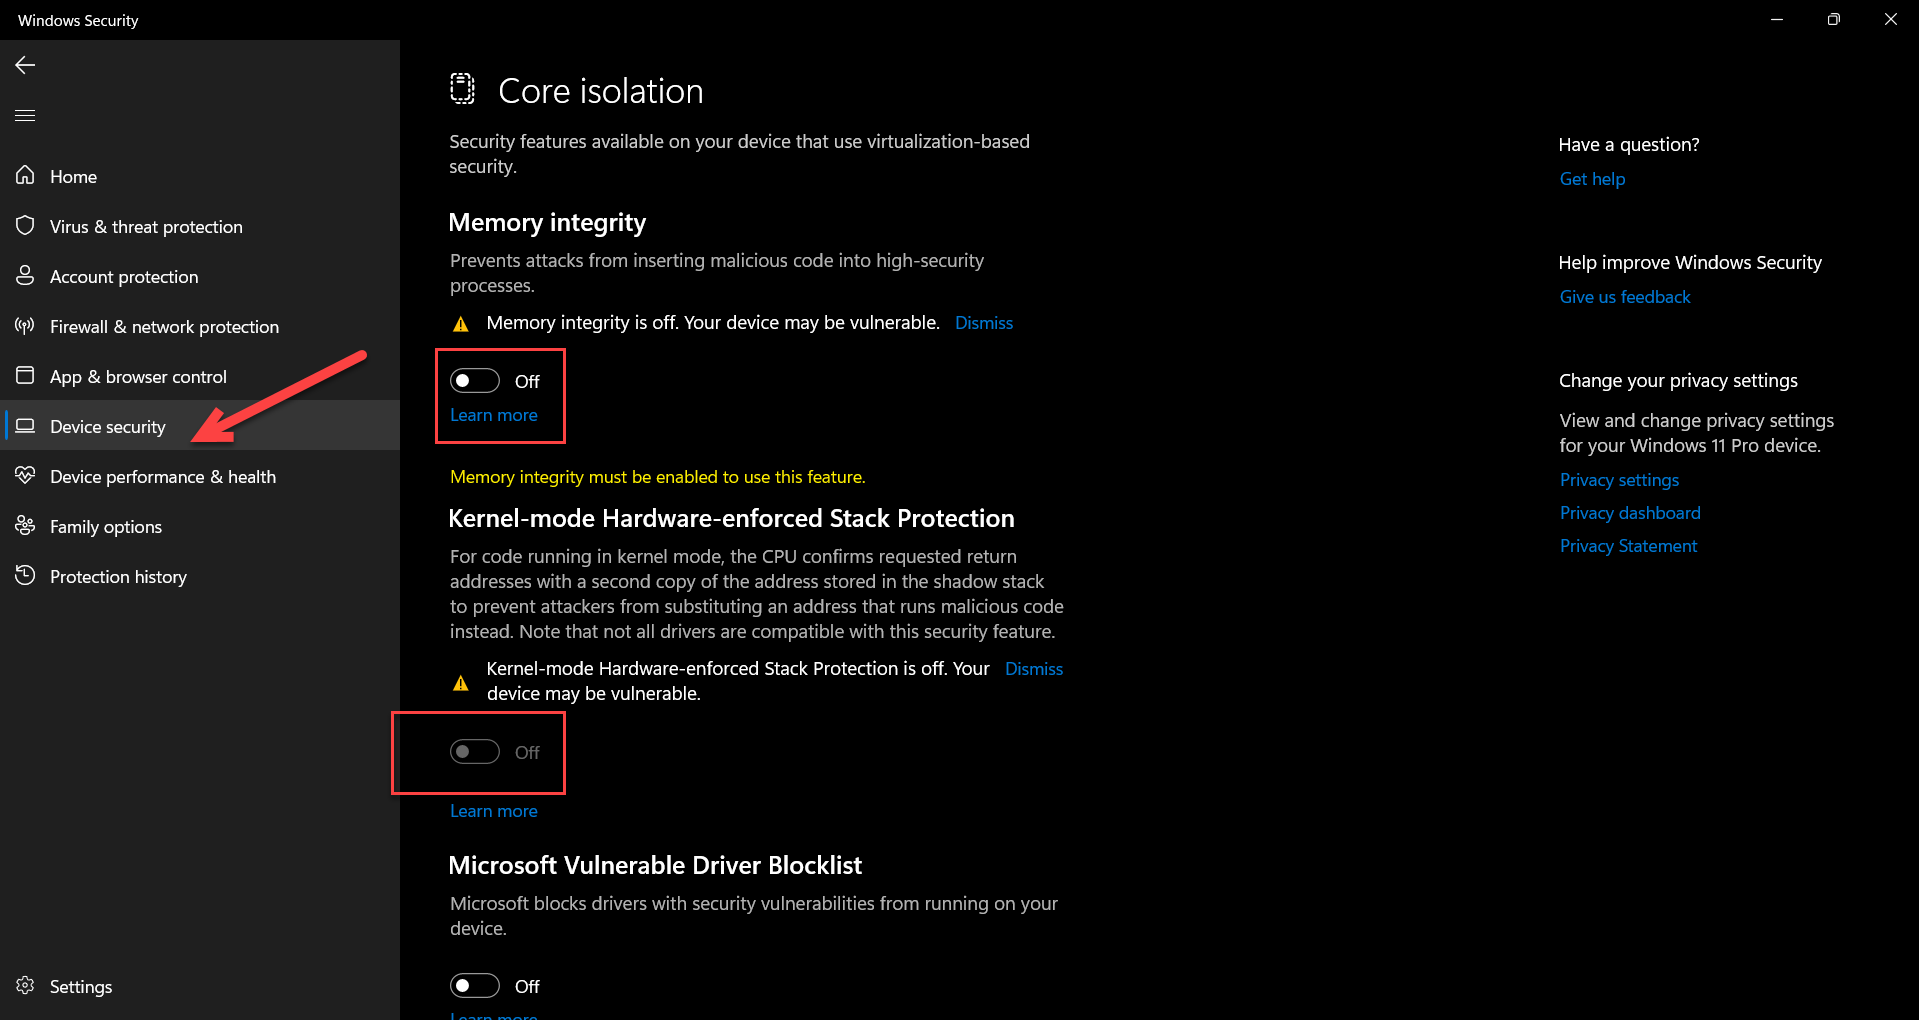 Windows Security
Home
Virus & threat protection
Account protection
Firewall & network protection
App & browser control
Device security
Device performance & health
Family options
Protection history
Settings
Core isolation
Security features available on your device that use virtualization-based
security.
Memory integrity
Prevents attacks from inserting malicious code into high-security
processes.
Memory integrity is off. Your device may be vulnerable. Dismiss
Off
Learn more
Memory integrity must be enabled to use this feature.
Kernel-mode Hardware-enforced Stack Protection
For code running in kernel mode, the CPU confirms requested return
addresses with a second copy of the address stored in the shadow stack
to prevent attackers from substituting an address that runs malicious code
instead. Note that not all drivers are compatible with this security feature.
Kernel-mode Hardware-enforced Stack Protection is off. Your Dismiss
device may be vulnerable.
Off
Learn more
Microsoft Vulnerable Driver Blocklist
Microsoft blocks drivers with security vulnerabilities from running on your
device.
Off
Learn more
Have a question?
Get help
Help improve Windows Security
Give us feedback
Change your privacy settings
View and change privacy settings
for your Windows 11 Pro device.
Privacy settings
Privacy dashboard
Privacy Statement